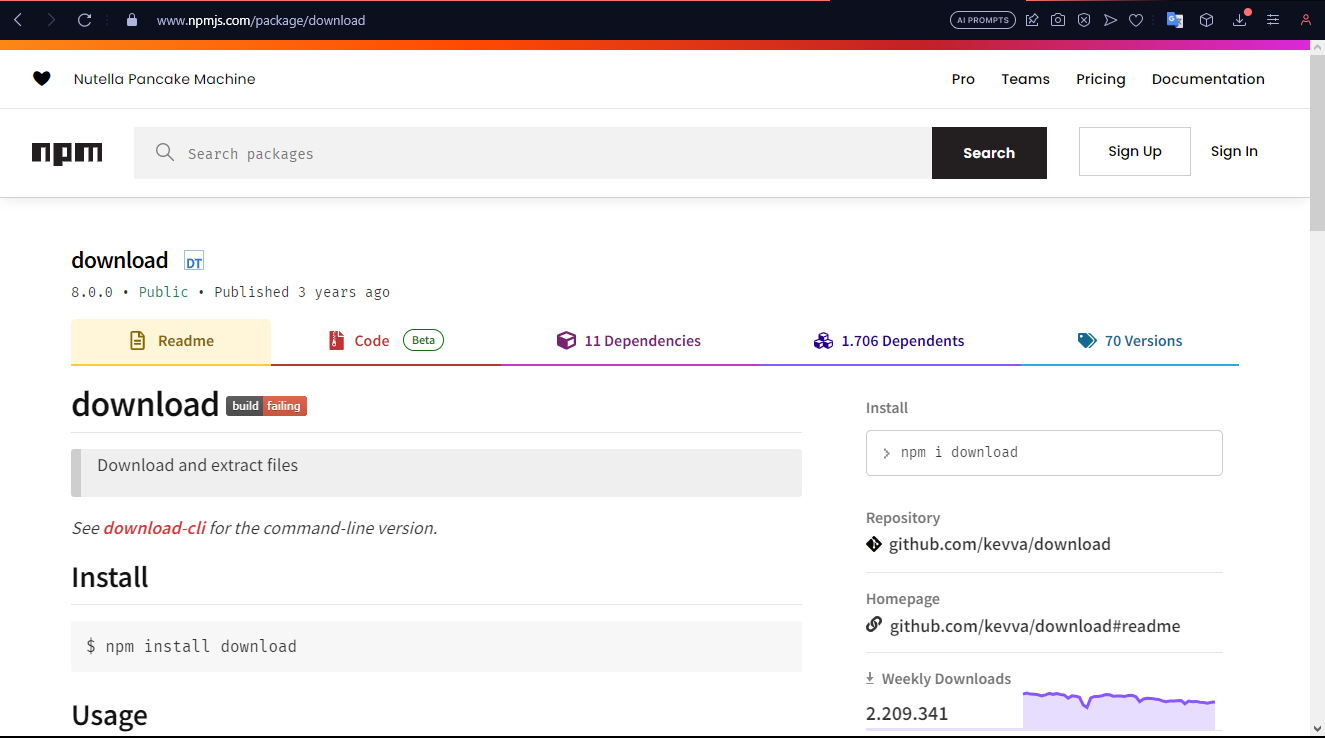 www.npmjs.com/package/download
AI PROMPTS
Nutella Pancake Machine
Pro
Teams
Pricing
Documentation
npm
Search packages
Search
Sign Up
Sign In
download DT
8.0.0 • Public • Published 3 years ago
Readme
Code Beta
11 Dependencies
1.706 Dependents
70 Versions
download build failing
Download and extract files
See download-cli for the command-line version.
Install
$ npm install download
Usage
Install
> npm i download
Repository
github.com/kevva/download
Homepage
github.com/kevva/download#readme
Weekly Downloads
2.209.341